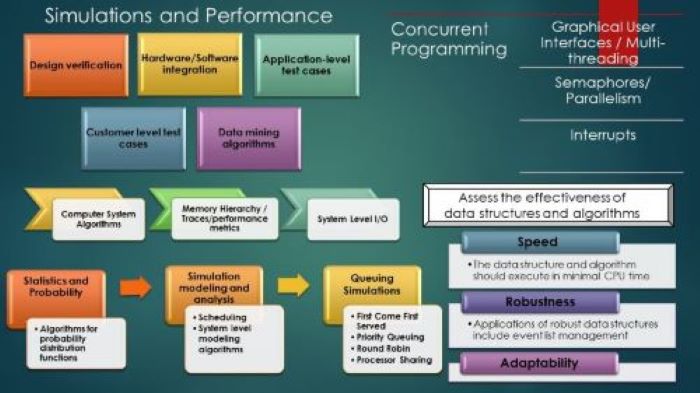 Simulations and Performance
Design verification
Hardware/Software
integration
Application-level
test cases
Customer level test
cases
Data mining
algorithms
Concurrent
Programming
Graphical User
Interfaces / Multi-
threading
Semaphores/
Parallelism
Interrupts
Computer System
Algorithms
Memory Hierarchy /
Traces/performance
metrics
System Level I/O
Assess the effectiveness of
data structures and algorithms
Speed
•The data structure and algorithm
should execute in minimal CPU time
Robustness
•Applications of robust data structures
include event list management
Adaptability
Statistics and
Probability
• Algorithms for
probability
distribution
functions
Simulation
modeling and
analysis
• Scheduling
• System level
modeling
algorithms
Queuing
Simulations
• First Come First
Served
• Priority Queuing
• Round Robin
• Processor Sharing